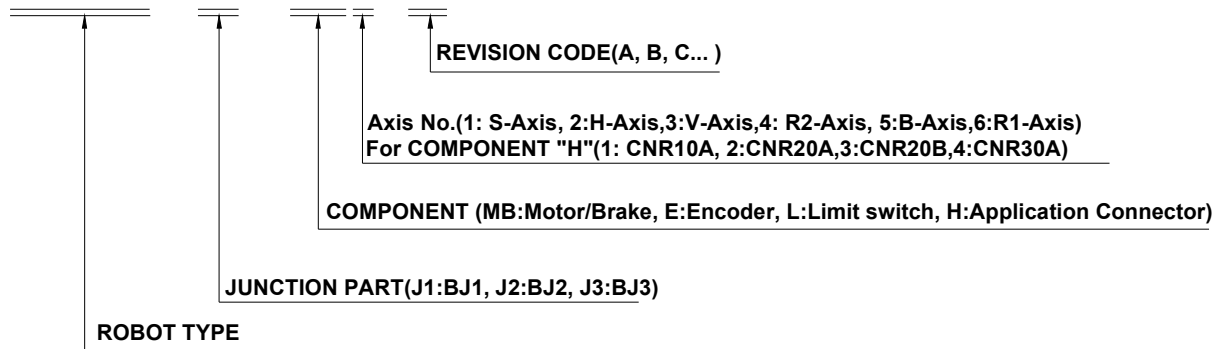 REVISION CODE(A, B, C... )
Axis No.(1: S-Axis, 2:H-Axis,3:V-Axis,4: R2-Axis, 5:B-Axis,6:R1-Axis)
For COMPONENT "H"(1: CNR10A, 2:CNR20A,3:CNR20B,4:CNR30A)
COMPONENT (MB:Motor/Brake, E:Encoder, L:Limit switch, H:Application Connector)
JUNCTION PART(J1:BJ1, J2:BJ2, J3:BJ3)
ROBOT TYPE